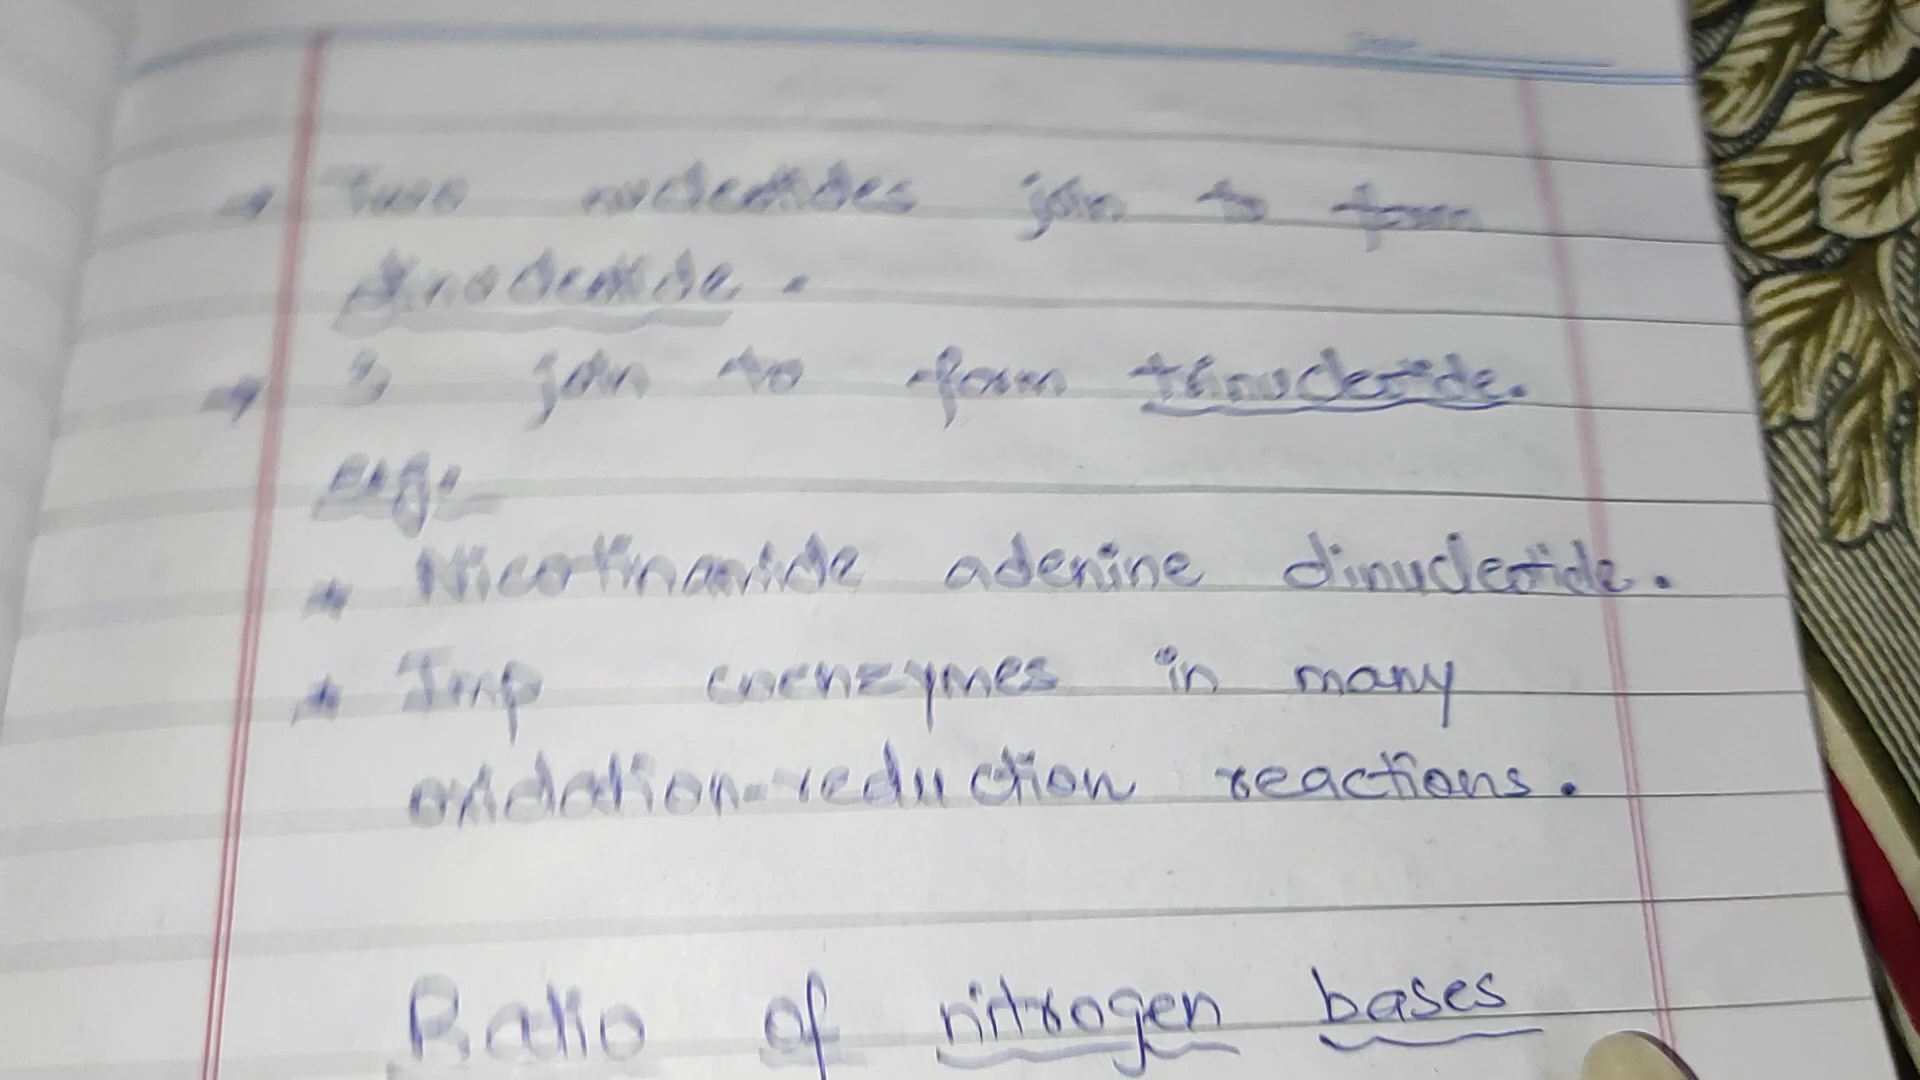 → Two nucleotides join to form
dinucleotide.
→ 3 join to form trinucleotide.
e.g:-
* Nicotinamide adenine dinucleotide.
* Imp coenzymes in many
oxidation-reduction reactions.
Ratio of nitrogen bases